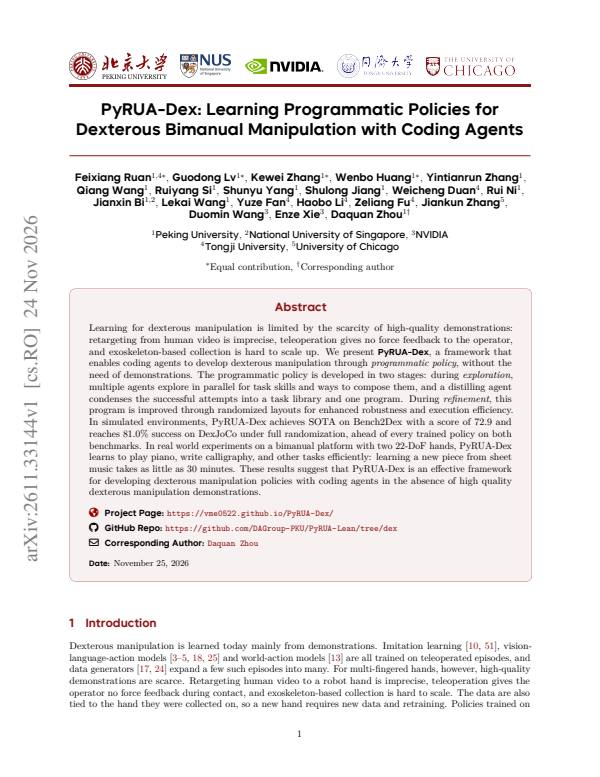 北京大学
PEKING UNIVERSITY
NUS
National University
of Singapore
NVIDIA.
同济大学
TONGJI UNIVERSITY
THE UNIVERSITY OF
CHICAGO
PyRUA-Dex: Learning Programmatic Policies for
Dexterous Bimanual Manipulation with Coding Agents
Feixiang Ruan1,4*, Guodong Lv1*, Kewei Zhang1*, Wenbo Huang1*, Yintianrun Zhang1,
Qiang Wang1, Ruiyang Si1, Shunyu Yang1, Shulong Jiang1, Weicheng Duan4, Rui Ni1,
Jianxin Bi1,2, Lekai Wang1, Yuze Fan4, Haobo Li4, Zeliang Fu4, Jiankun Zhang5,
Duomin Wang3, Enze Xie3, Daquan Zhou1†
1Peking University, 2National University of Singapore, 3NVIDIA
4Tongji University, 5University of Chicago
*Equal contribution, †Corresponding author
arXiv:2611.33144v1 [cs.RO] 24 Nov 2026
Abstract
Learning for dexterous manipulation is limited by the scarcity of high-quality demonstrations:
retargeting from human video is imprecise, teleoperation gives no force feedback to the operator,
and exoskeleton-based collection is hard to scale up. We present PyRUA-Dex, a framework that
enables coding agents to develop dexterous manipulation through programmatic policy, without the
need of demonstrations. The programmatic policy is developed in two stages: during exploration,
multiple agents explore in parallel for task skills and ways to compose them, and a distilling agent
condenses the successful attempts into a task library and one program. During refinement, this
program is improved through randomized layouts for enhanced robustness and execution efficiency.
In simulated environments, PyRUA-Dex achieves SOTA on Bench2Dex with a score of 72.9 and
reaches 81.0% success on DexJoCo under full randomization, ahead of every trained policy on both
benchmarks. In real world experiments on a bimanual platform with two 22-DoF hands, PyRUA-Dex
learns to play piano, write calligraphy, and other tasks efficiently: learning a new piece from sheet
music takes as little as 30 minutes. These results suggest that PyRUA-Dex is an effective framework
for developing dexterous manipulation policies with coding agents in the absence of high quality
dexterous manipulation demonstrations.
Project Page: https://vme0522.github.io/PyRUA-Dex/
GitHub Repo: https://github.com/DAGroup-PKU/PyRUA-Lean/tree/dex
Corresponding Author: Daquan Zhou
Date: November 25, 2026
1 Introduction
Dexterous manipulation is learned today mainly from demonstrations. Imitation learning [10, 51], vision-
language-action models [3–5, 18, 25] and world-action models [13] are all trained on teleoperated episodes, and
data generators [17, 24] expand a few such episodes into many. For multi-fingered hands, however, high-quality
demonstrations are scarce. Retargeting human video to a robot hand is imprecise, teleoperation gives the
operator no force feedback during contact, and exoskeleton-based collection is hard to scale. The data are also
tied to the hand they were collected on, so a new hand requires new data and retraining. Policies trained on
1